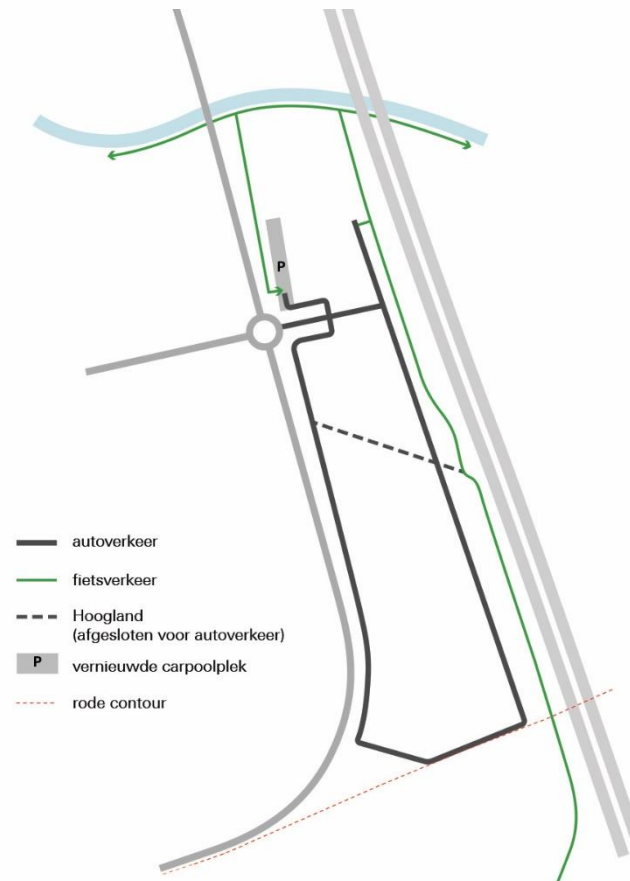 P
autoverkeer
fietsverkeer
Hoogland
(afgesloten voor autoverkeer)
P vernieuwde carpoolplek
rode contour